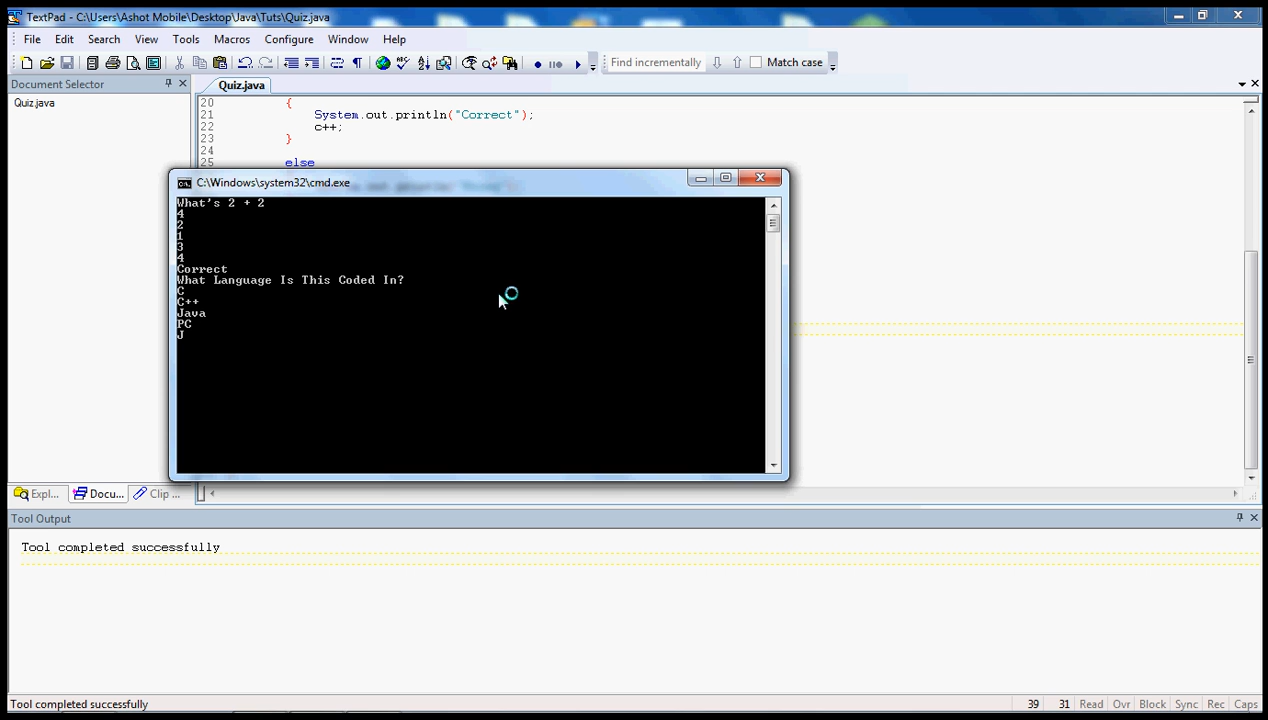 TextPad - C:\Users\Ashot Mobile\Desktop\Java\Tuts\Quiz.java
File Edit Search View Tools Macros Configure Window Help
Find incrementally Match case
Document Selector
Quiz.java
Quiz.java
20 {
21 System.out.println("Correct");
22 c++;
23 }
24
25 else
C:\Windows\system32\cmd.exe
What's 2 + 2
4
2
1
3
4
Correct
What Language Is This Coded In?
C
C++
Java
PC
J
Expl... Docu... Clip ...
Tool Output
Tool completed successfully
Tool completed successfully 39 31 Read Ovr Block Sync Rec Caps